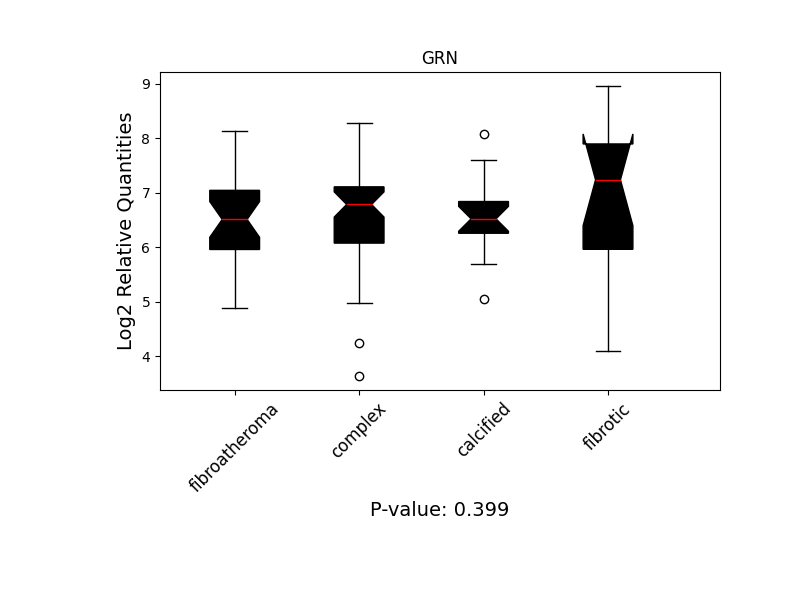 GRN
Log2 Relative Quantities
9
8
7
6
5
4
fibroatheroma
complex
calcified
fibrotic
P-value: 0.399